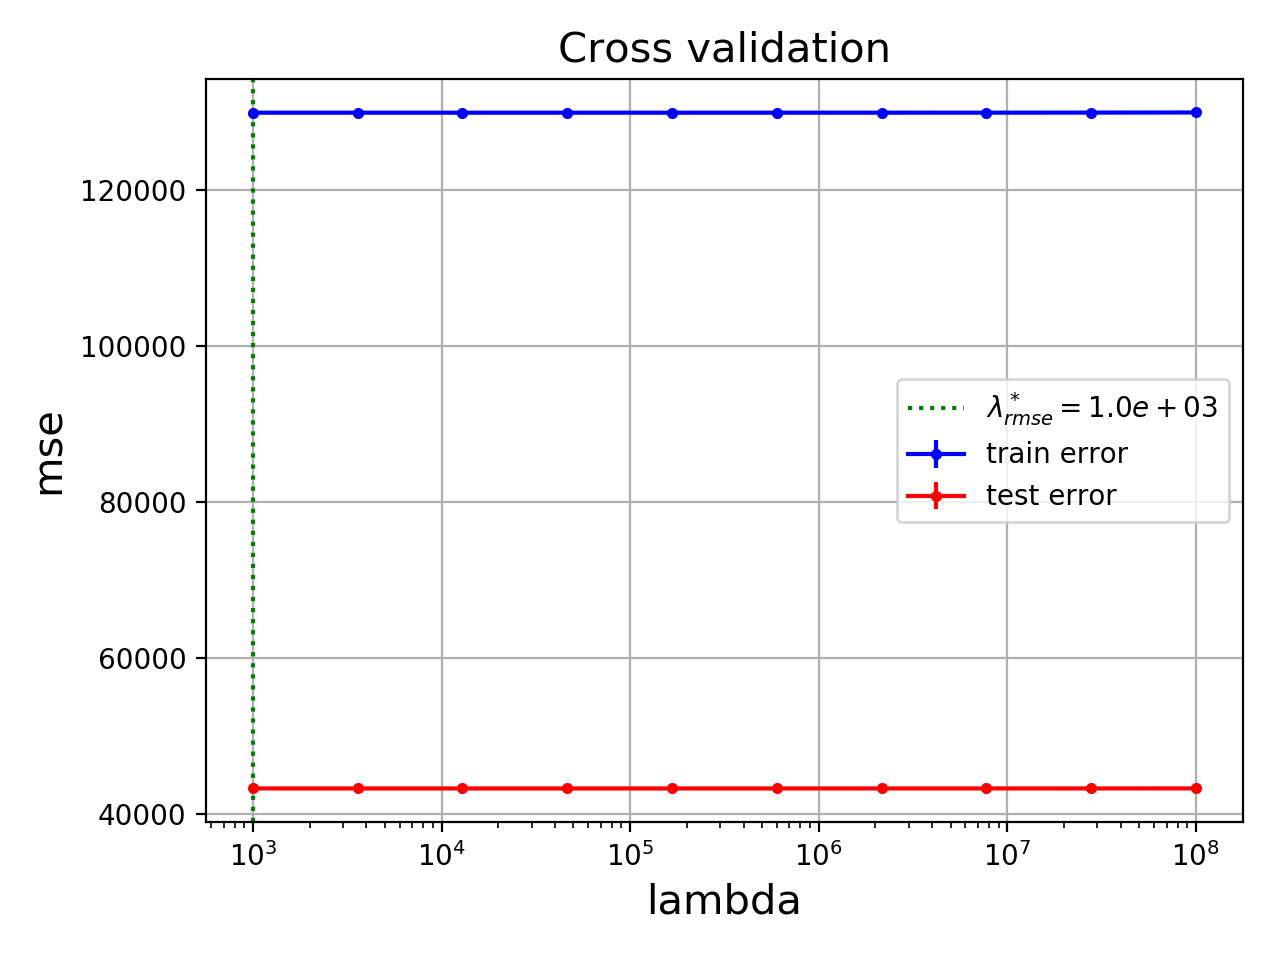 Cross validation
mse
120000
100000
80000
60000
40000
λ*rmse = 1.0e + 03
train error
test error
10³ 10⁴ 10⁵ 10⁶ 10⁷ 10⁸
lambda